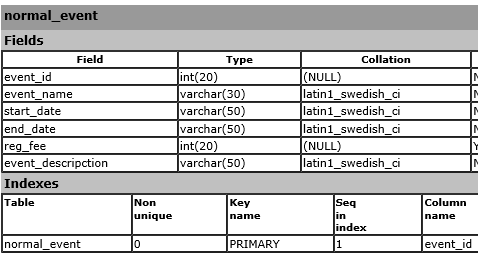 normal_event
Fields
Field Type Collation
event_id int(20) (NULL) N
event_name varchar(30) latin1_swedish_ci N
start_date varchar(50) latin1_swedish_ci N
end_date varchar(50) latin1_swedish_ci N
reg_fee int(20) (NULL) Y
event_descripction varchar(50) latin1_swedish_ci N
Indexes
Table Non unique Key name Seq in index Column name
normal_event 0 PRIMARY 1 event_id